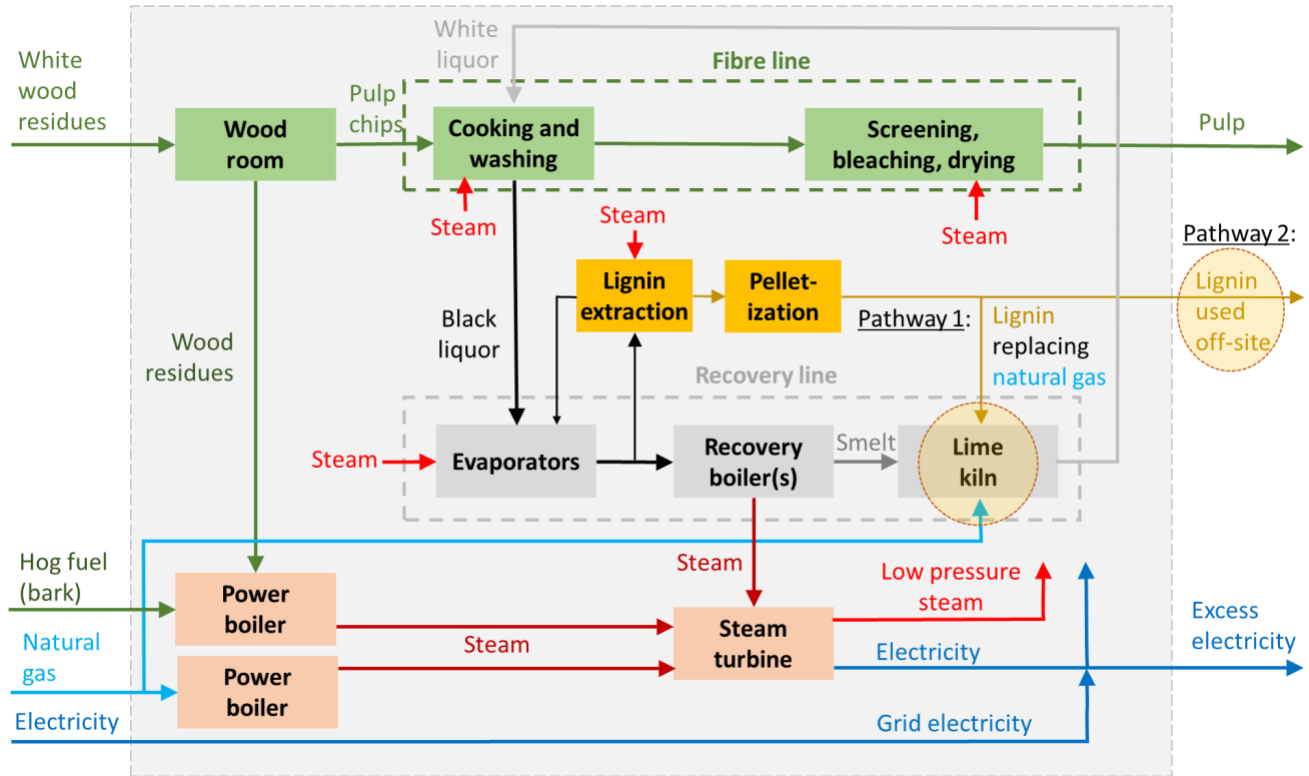 White
wood
residues
White
liquor
Fibre line
Pulp
chips
Wood
room
Cooking and
washing
Screening,
bleaching, drying
Pulp
Steam
Steam
Steam
Pathway 2:
Lignin
used
off-site
Lignin
extraction
Pellet-
ization
Pathway 1:
Lignin
replacing
natural gas
Black
liquor
Wood
residues
Recovery line
Steam
Evaporators
Recovery
boiler(s)
Smelt
Lime
kiln
Hog fuel
(bark)
Power
boiler
Steam
Steam
Steam
turbine
Low pressure
steam
Electricity
Excess
electricity
Natural
gas
Power
boiler
Electricity
Grid electricity